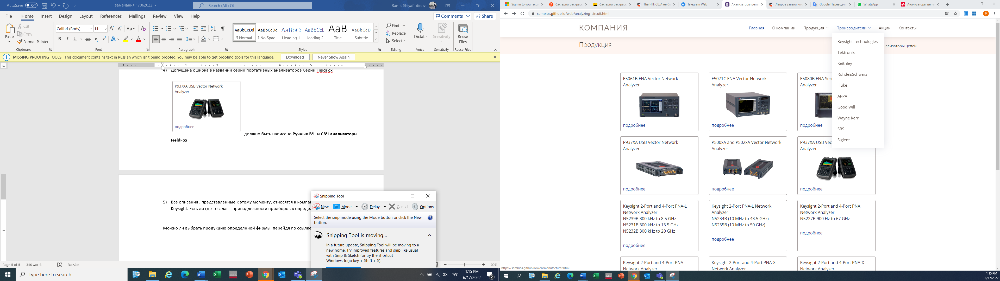 AutoSave Off
замечания 17062022
Search (Alt+Q)
Ramis Shiyafitdinov
File Home Insert Design Layout References Mailings Review View Help
Comments Share
Paste
Cut
Copy
Format Painter
Clipboard
Calibri (Body) 11
Font
Paragraph
AaBbCcDd AaBbCcDd AaBbCc AaBbCcD AaB AaBbCcD
¶ Normal ¶ No Spac... Heading 1 Heading 2 Title Subtitle
Styles
Find
Replace
Select
Editing
Dictate
Voice
Sensitivity
Sensitivity
Reuse
Files
Reuse Files
MISSING PROOFING TOOLS This document contains text in Russian which isn't being proofed. You may be able to get proofing tools for this language. Download Never Show Again
4) Допущена ошибка в названии серии портативных анализаторов Серии FieldFox
P937XA USB Vector Network
Analyzer
подробнее
должно быть написано Ручные ВЧ- и СВЧ-анализаторы
FieldFox
5) Все описания , представленные к этому моменту, относятся к
Keysight. Есть ли где-то флаг – принадлежности прилборов к
Можно ли выбрать продукцию определнной фирмы, перейдя по ссылке
Snipping Tool
New Mode Delay Cancel Options
Select the snip mode using the Mode button or click the New
button.
Snipping Tool is moving...
In a future update, Snipping Tool will be moving to a
new home. Try improved features and snip like usual
with Snip & Sketch (or try the shortcut
Windows logo key + Shift + S).
Page 5 of 5 346 words Russian
100%
Type here to search
РУС
1:15 PM
6/17/2022
2
Sign in to your acc
бактерии раскрас
бактерии раскрас
The Hill: США не б
Telegram Web
Анализаторы цепе
Лавров заявил, чт
Google Переводч
WhatsApp
Анализаторы цеп
sembios.github.io/web/analyzing-circuit.html
КОМПАНИЯ
Главная О компании Продукция Производители Акции Контакты
Продукция
нализаторы цепей
Keysight Technologies
Tektronix
Keithley
Rohde&Schwarz
Fluke
APPA
Good Will
Wayne Kerr
SRS
Siglent
E5061B ENA Vector Network
Analyzer
подробнее
E5071C ENA Vector Network
Analyzer
подробнее
E5080B ENA Seri
Analyzer
подробнее
P937XA USB Vector Network
Analyzer
подробнее
P500xA and P502xA Vector Network
Analyzer
подробнее
P937XA USB Vec
Analyzer
подробнее
Keysight 2-Port and 4-Port PNA-L
Network Analyzer
N5239B 300 kHz to 8.5 GHz
N5231B 300 kHz to 13.5 GHz
N5232B 300 kHz to 20 GHz
подробнее
Keysight 2-Port PNA-L Network
Analyzer
N5234B (10 MHz to 43.5 GHz)
N5235B (10 MHz to 50 GHz)
подробнее
Keysight 2-Port and 4-Port PNA
Network Analyzer
N5227B 900 Hz to 67 GHz
подробнее
Keysight 2-Port and 4-Port PNA
Network Analyzer
Keysight 2-Port and 4-Port PNA-X
Network Analyzer
Keysight 2-Port and 4-Port PNA-X
Network Analyzer
https://sembios.github.io/web/manufacturer.html
1:15 PM
6/17/2022